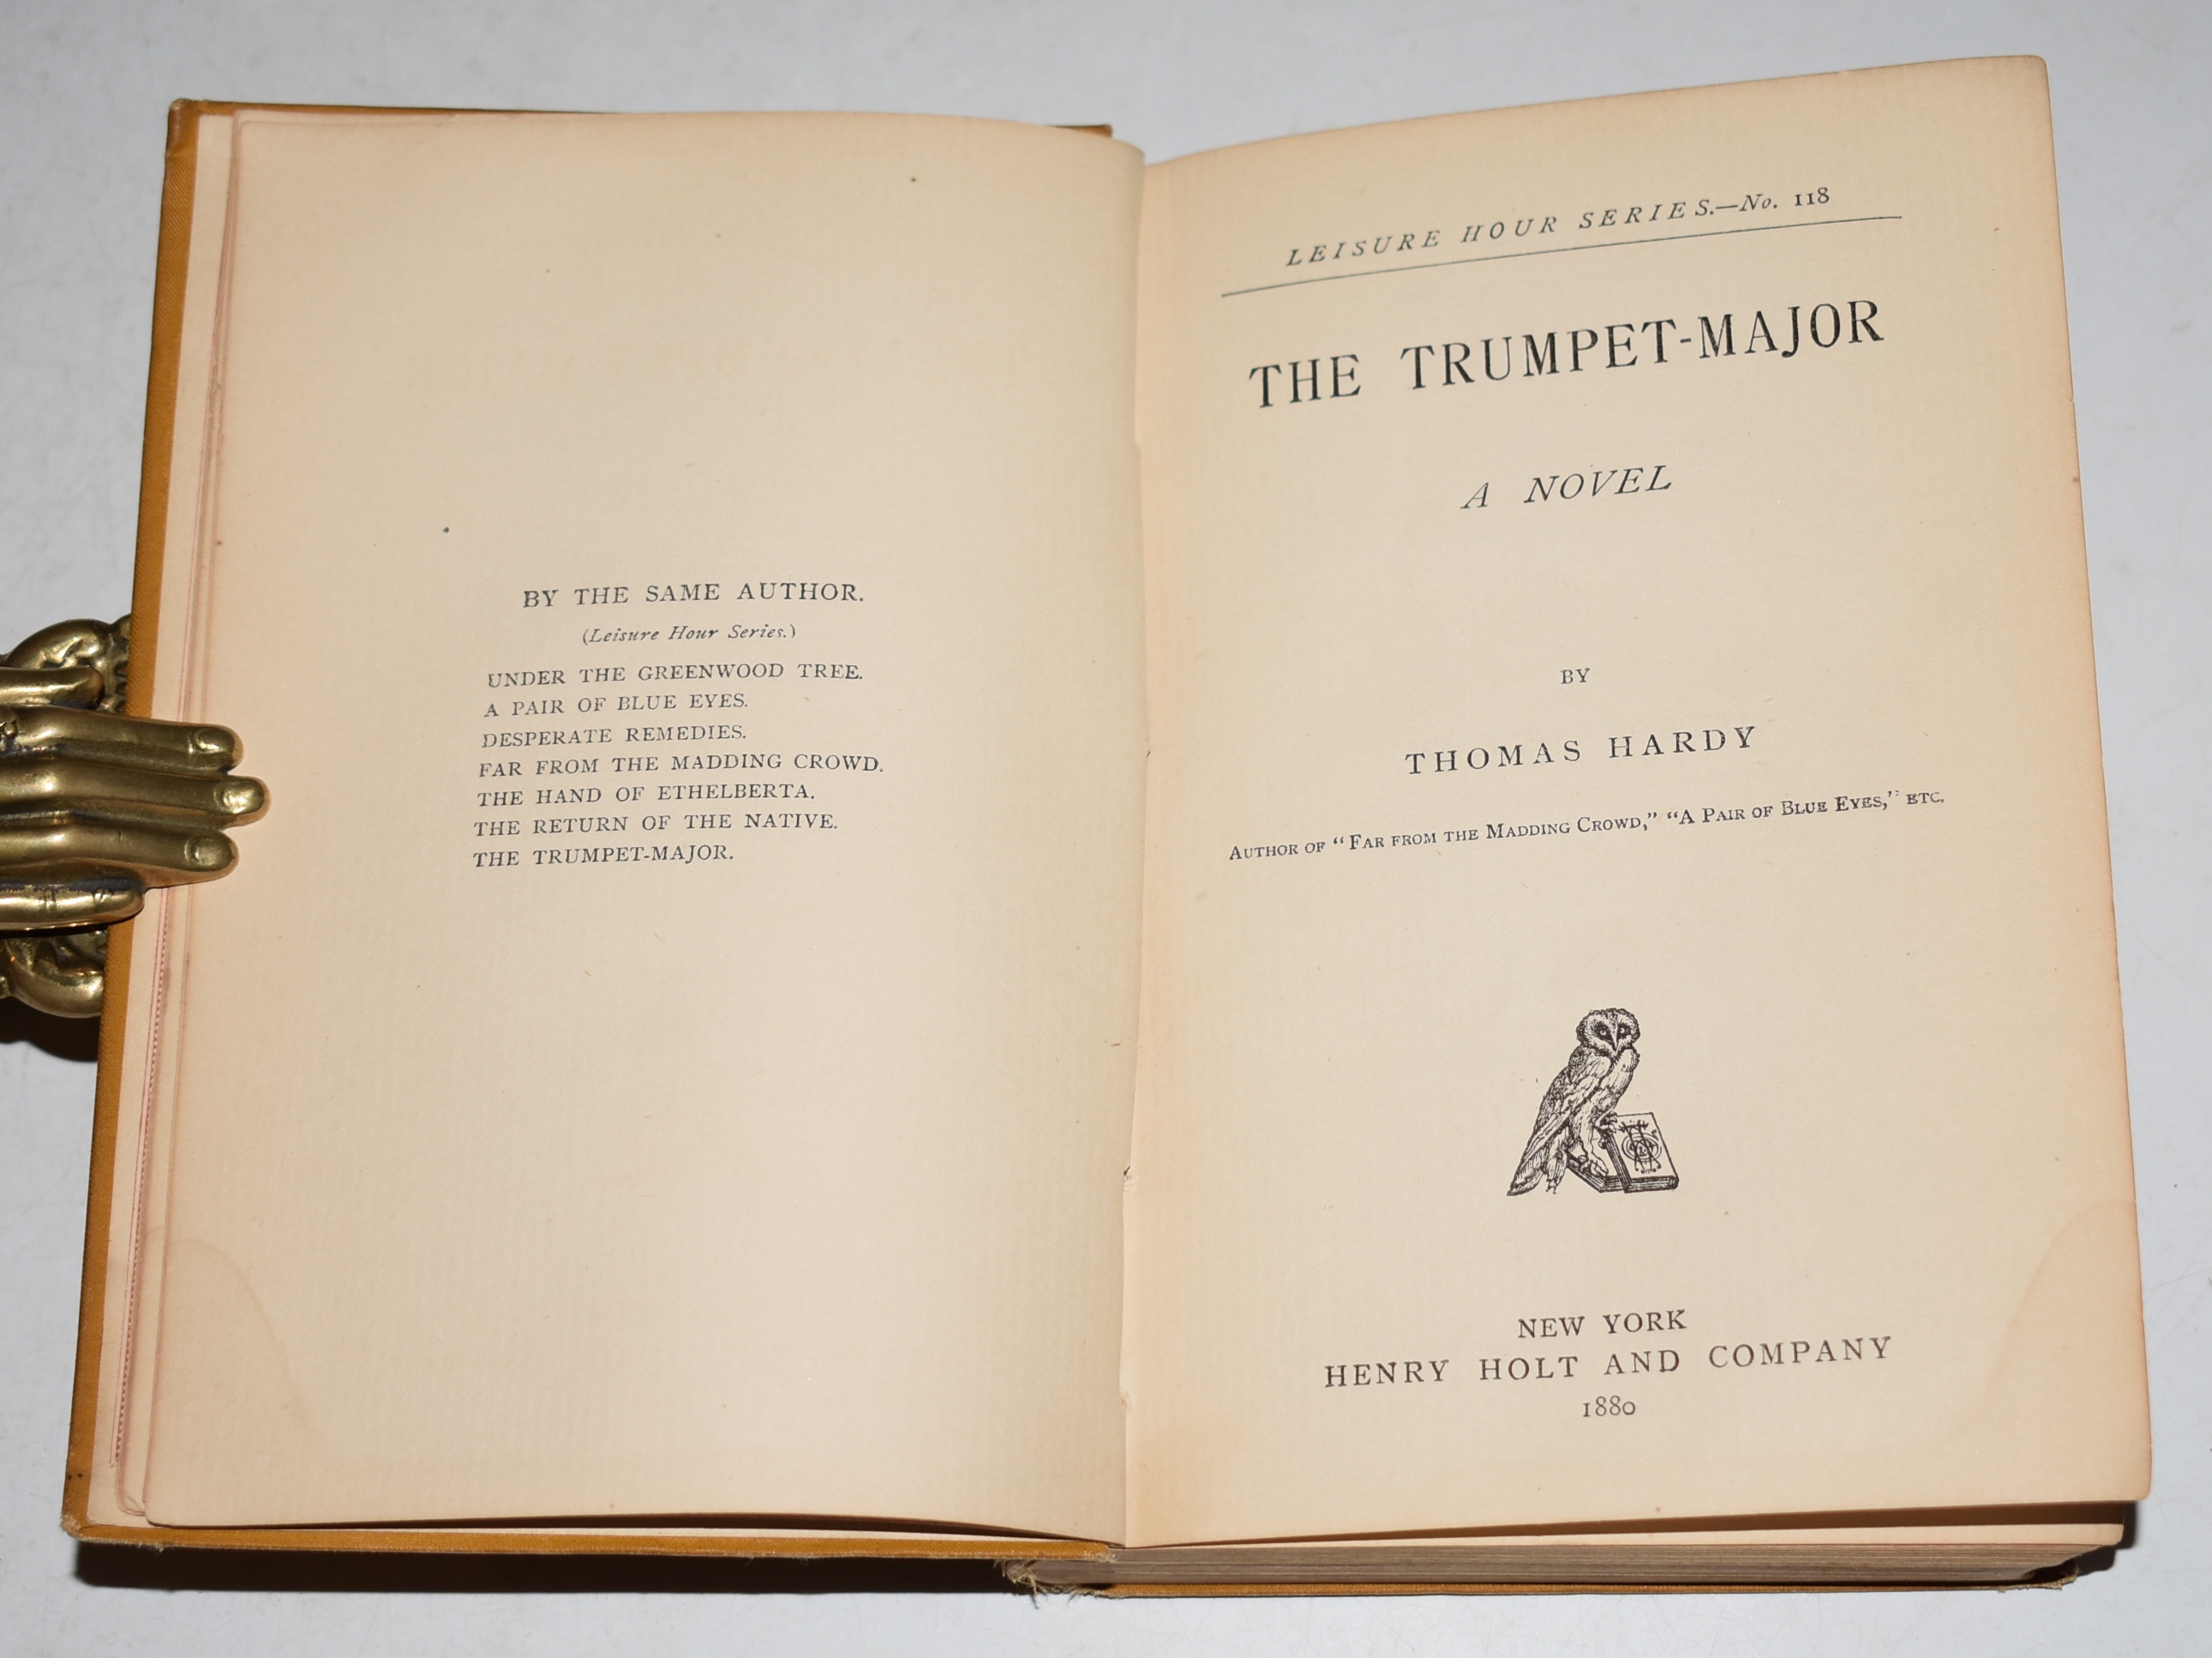 BY THE SAME AUTHOR.
(Leisure Hour Series.)
UNDER THE GREENWOOD TREE.
A PAIR OF BLUE EYES.
DESPERATE REMEDIES.
FAR FROM THE MADDING CROWD.
THE HAND OF ETHELBERTA.
THE RETURN OF THE NATIVE.
THE TRUMPET-MAJOR.
LEISURE HOUR SERIES.—No. 118
THE TRUMPET-MAJOR
A NOVEL
BY
THOMAS HARDY
AUTHOR OF “FAR FROM THE MADDING CROWD,” “A PAIR OF BLUE EYES,” ETC.
NEW YORK
HENRY HOLT AND COMPANY
1880